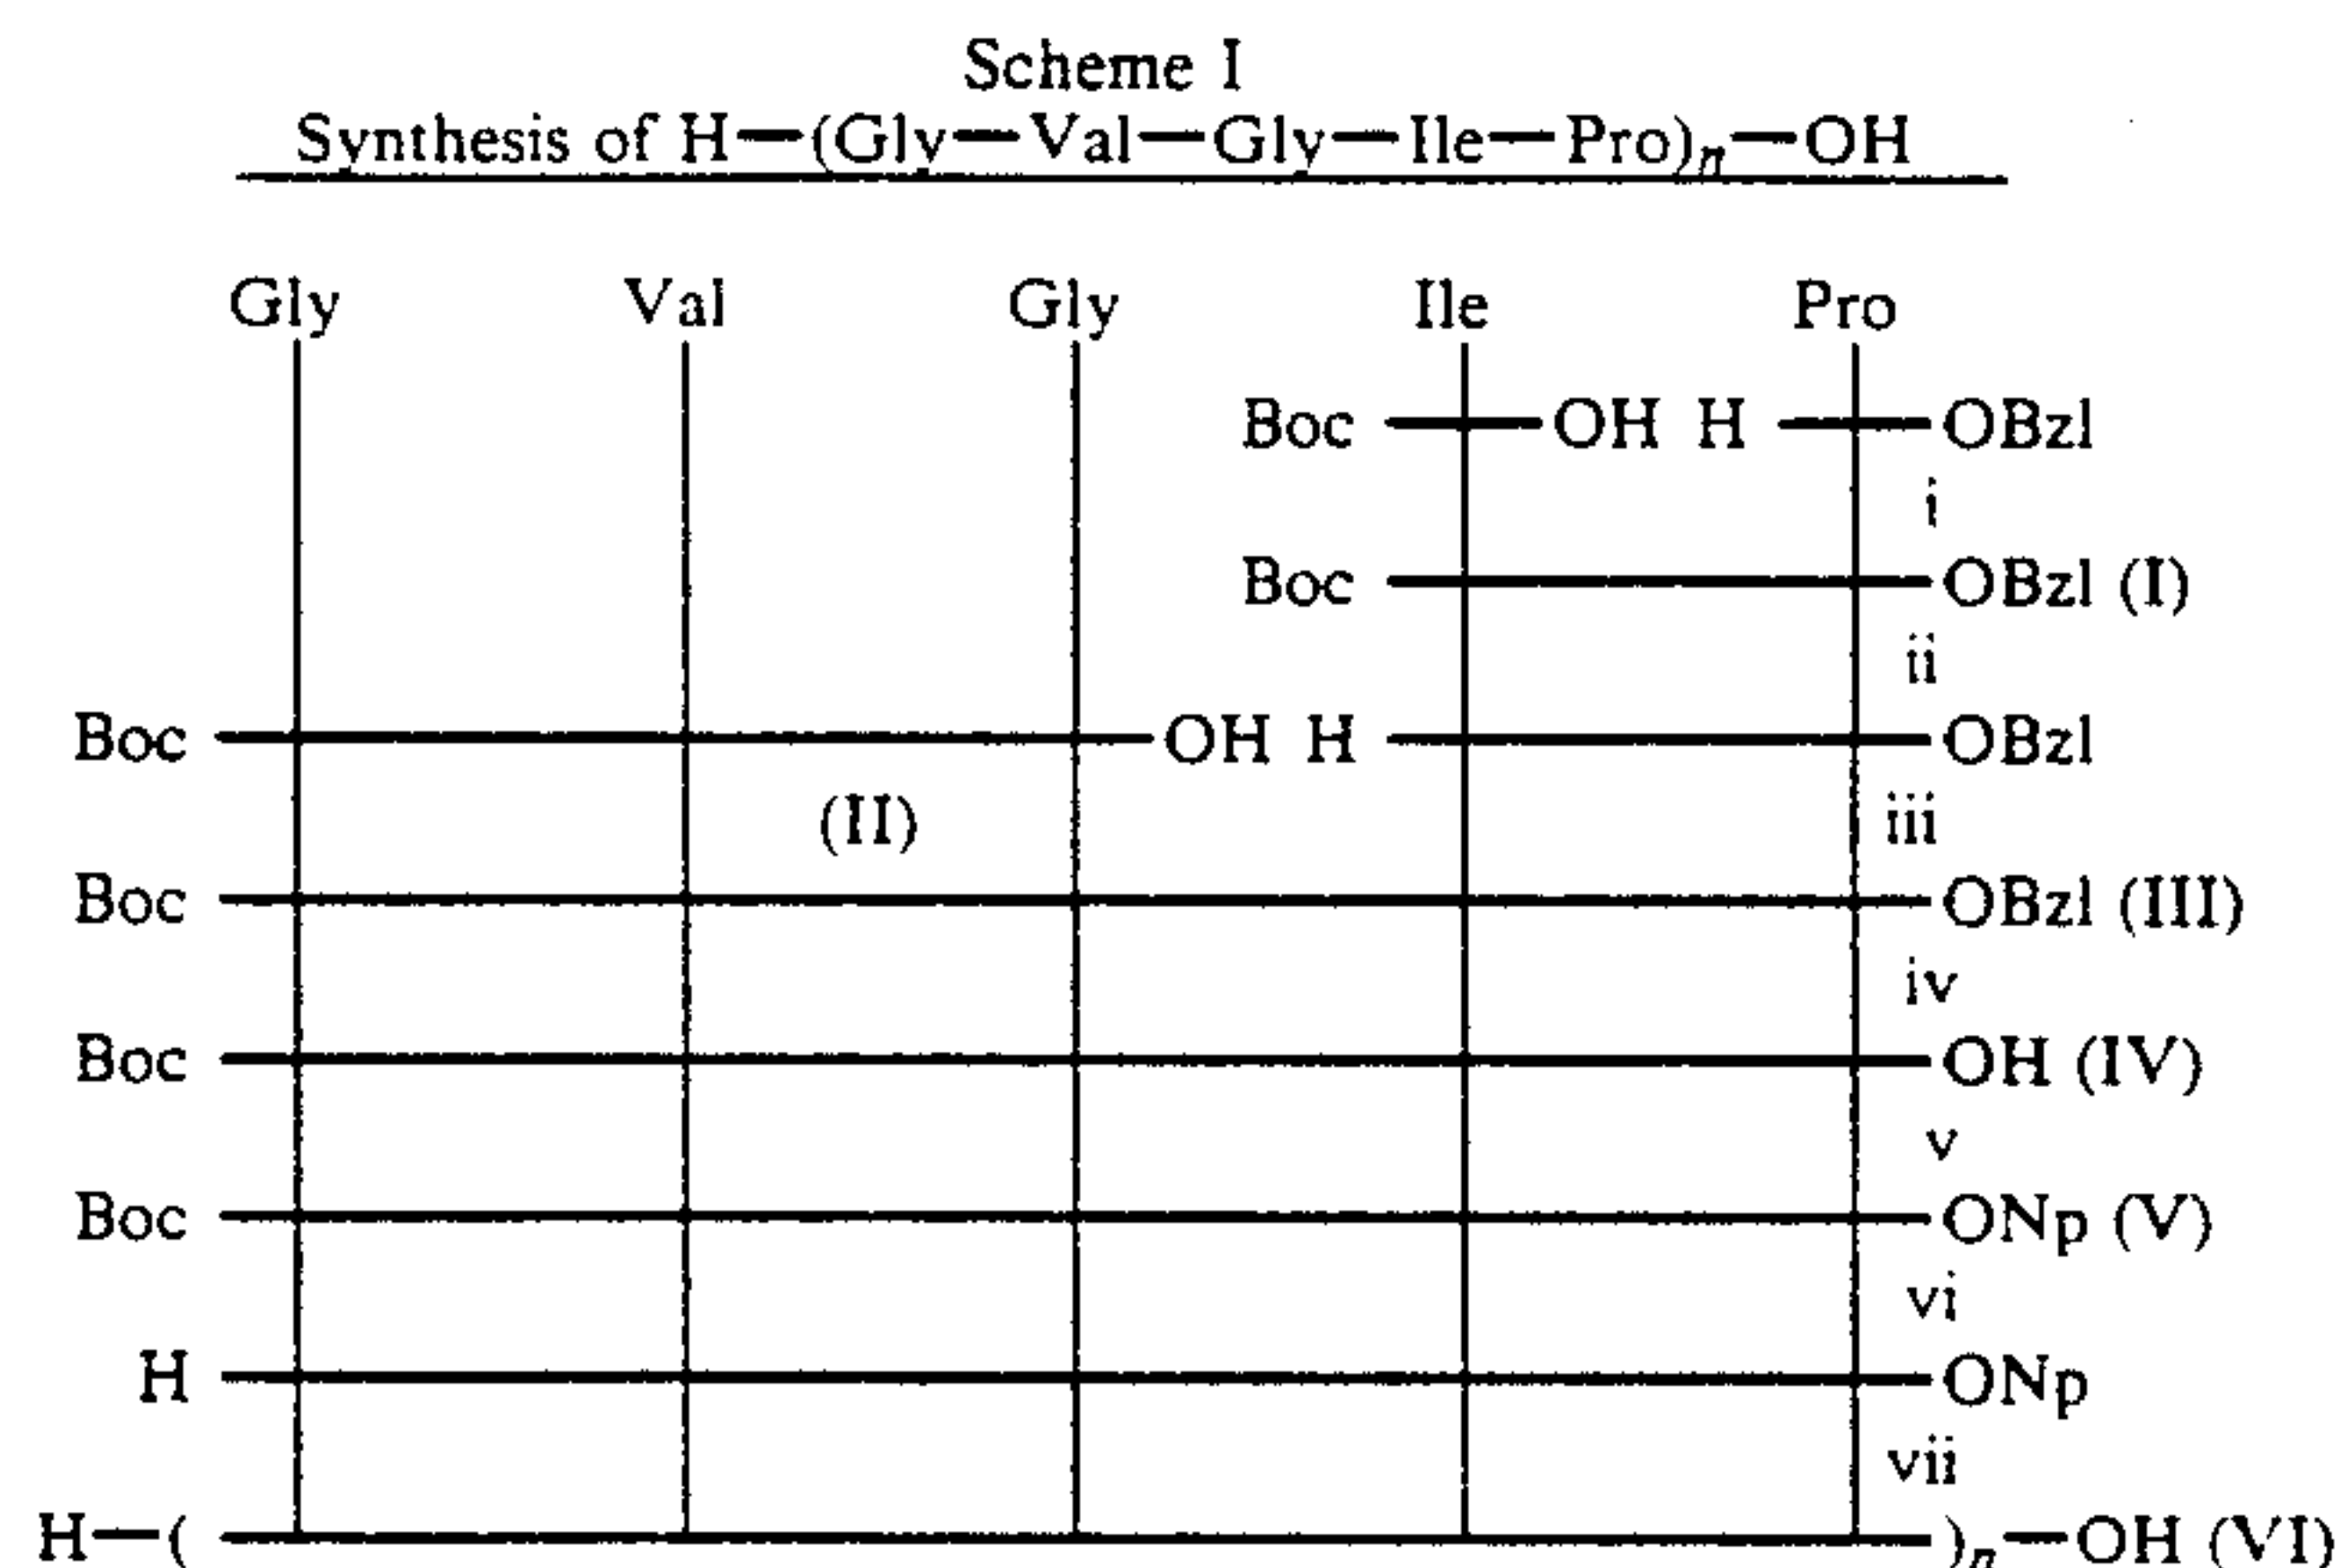 Scheme I
Synthesis of H—(Gly—Val—Gly—Ile—Pro)n—OH
Gly Val Gly Ile Pro
Boc OH H OBzl
i
Boc OBzl (I)
ii
Boc OH H OBzl
(II) iii
Boc OBzl (III)
iv
Boc OH (IV)
v
Boc ONp (V)
vi
H ONp
vii
H—( )n—OH (VI)